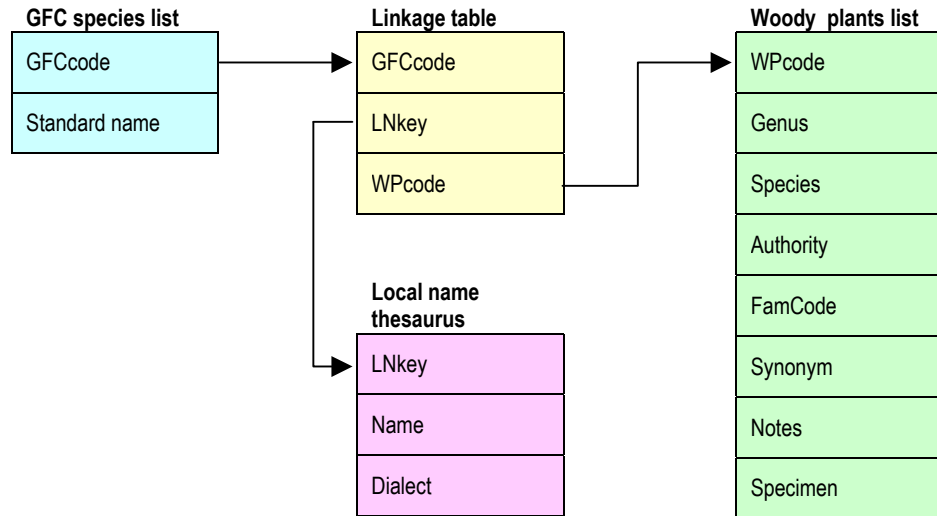 GFC species list
GFCcode
Standard name
Linkage table
GFCcode
LNkey
WPcode
Local name
thesaurus
LNkey
Name
Dialect
Woody plants list
WPcode
Genus
Species
Authority
FamCode
Synonym
Notes
Specimen